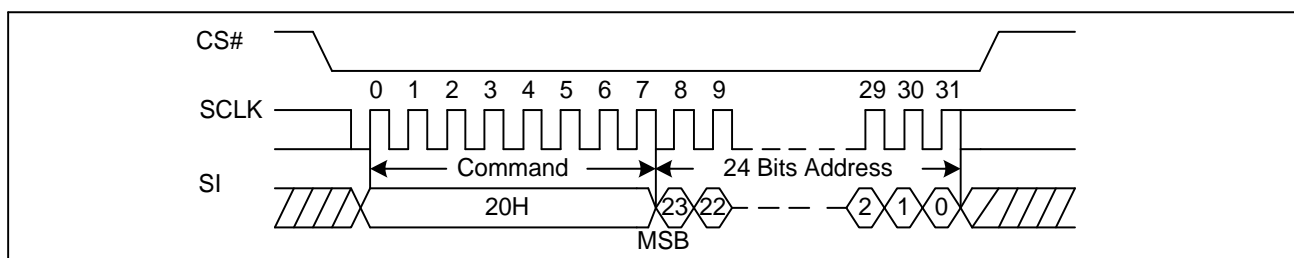 CS#
0 1 2 3 4 5 6 7 8 9 29 30 31
SCLK
Command 24 Bits Address
SI
20H 23 22 2 1 0
MSB